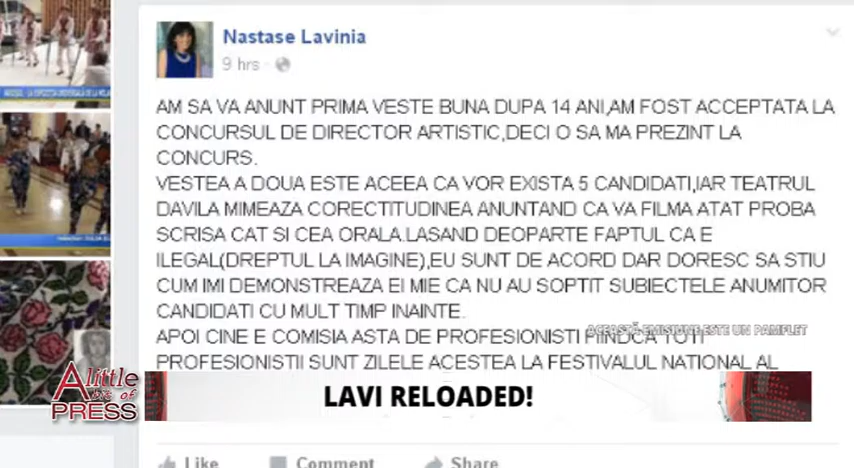 Nastase Lavinia
9 hrs
AM SA VA ANUNT PRIMA VESTE BUNA DUPA 14 ANI,AM FOST ACCEPTATA LA
CONCURSUL DE DIRECTOR ARTISTIC,DECI O SA MA PREZINT LA
CONCURS.
VESTEA A DOUA ESTE ACEEA CA VOR EXISTA 5 CANDIDATI,IAR TEATRUL
DAVILA MIMEAZA CORECTITUDINEA ANUNTAND CA VA FILMA ATAT PROBA
SCRISA CAT SI CEA ORALA.LASAND DEOPARTE FAPTUL CA E
ILEGAL(DREPTUL LA IMAGINE),EU SUNT DE ACORD DAR DORESC SA STIU
CUM IMI DEMONSTREAZA EI MIE CA NU AU SOPTIT SUBIECTELE ANUMITOR
CANDIDATI CU MULT TIMP INAINTE.
APOI CINE E COMISIA ASTA DE PROFESIONISTI FIINDCA TOTI
ACEASTĂ EMISIUNE ESTE UN PAMFLET
PROFESIONISTII SUNT ZILELE ACESTEA LA FESTIVALUL NATIONAL AL
A little
bit of
PRESS
LAVI RELOADED!
Like Comment Share